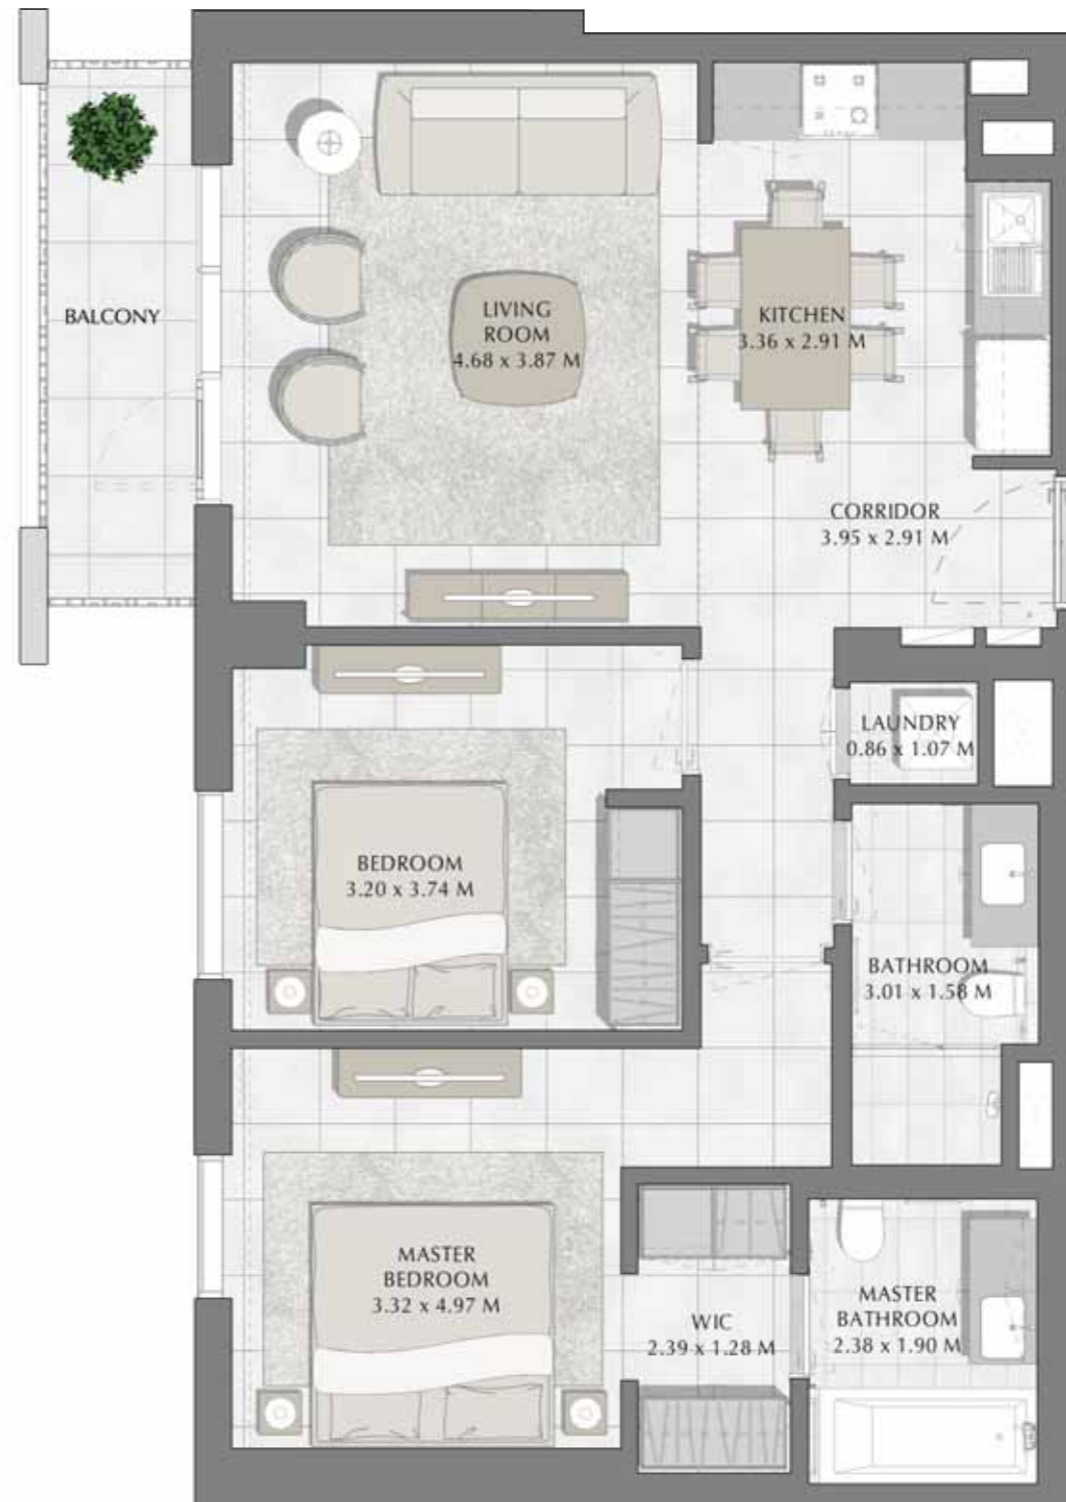 BALCONY
LIVING
ROOM
4.68 x 3.87 M
KITCHEN
3.36 x 2.91 M
CORRIDOR
3.95 x 2.91 M
LAUNDRY
0.86 x 1.07 M
BEDROOM
3.20 x 3.74 M
BATHROOM
3.01 x 1.58 M
MASTER
BEDROOM
3.32 x 4.97 M
WIC
2.39 x 1.28 M
MASTER
BATHROOM
2.38 x 1.90 M